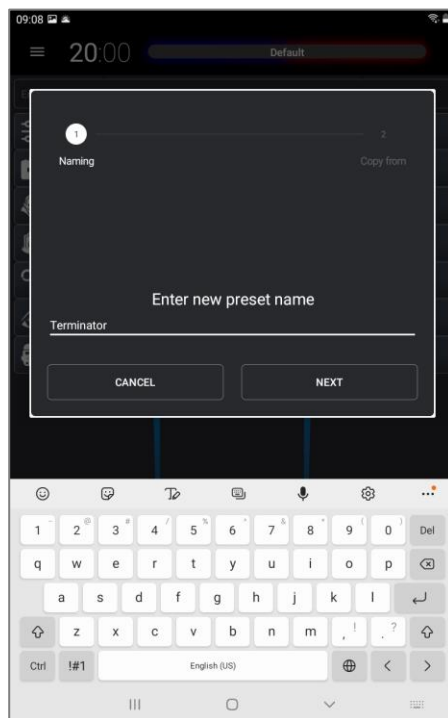 09:08
20:00 Default
1 2
Naming Copy from
Enter new preset name
Terminator
CANCEL NEXT
1 2 @ 3 # 4 / 5 % 6 ^ 7 & 8 * 9 ( 0 ) Del
q w e r t y u i o p
a s d f g h j k l
z x c v b n m , ! . ?
Ctrl !#1 English (US) < >